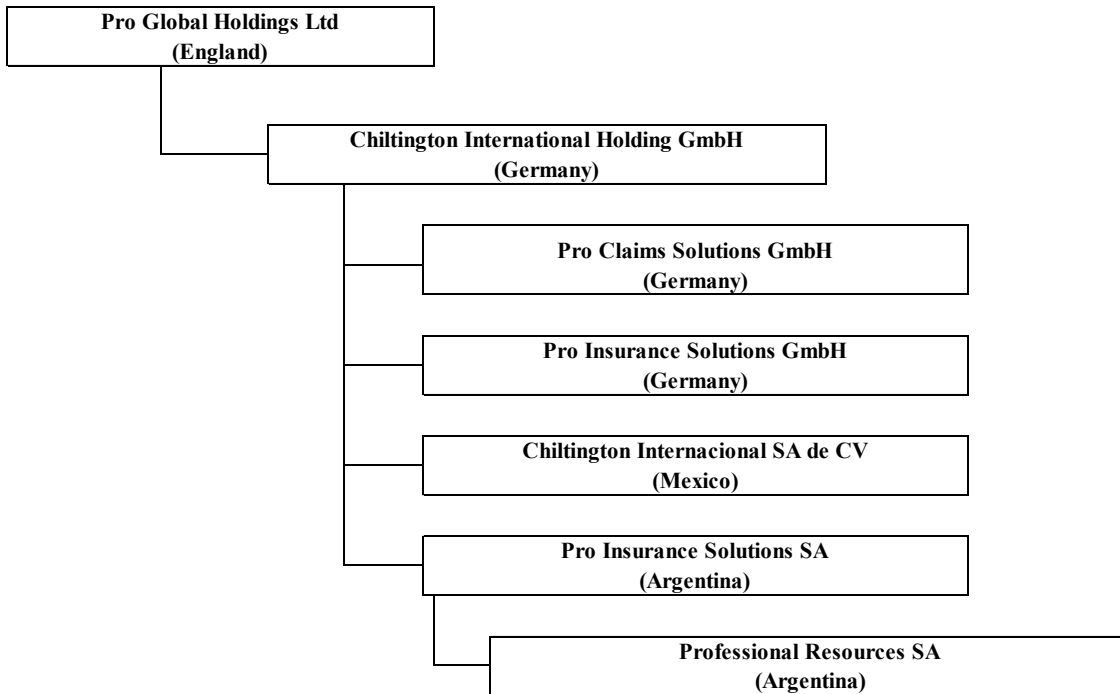 Pro Global Holdings Ltd
(England)
Chiltington International Holding GmbH
(Germany)
Pro Claims Solutions GmbH
(Germany)
Pro Insurance Solutions GmbH
(Germany)
Chiltington Internacional SA de CV
(Mexico)
Pro Insurance Solutions SA
(Argentina)
Professional Resources SA
(Argentina)